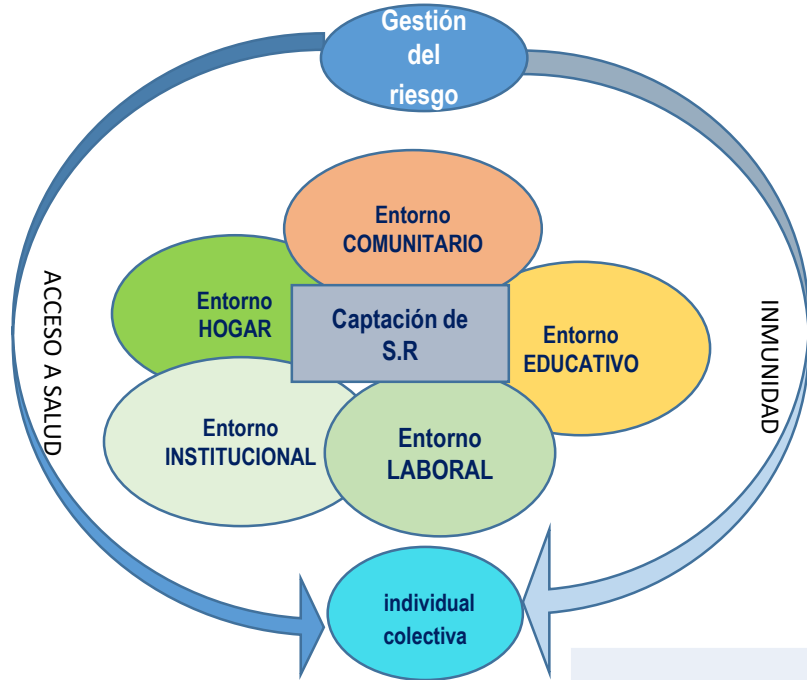 Gestión
del
riesgo
Entorno
COMUNITARIO
Entorno
HOGAR
Captación de
S.R
Entorno
EDUCATIVO
Entorno
INSTITUCIONAL
Entorno
LABORAL
ACCESO A SALUD
INMUNIDAD
individual
colectiva